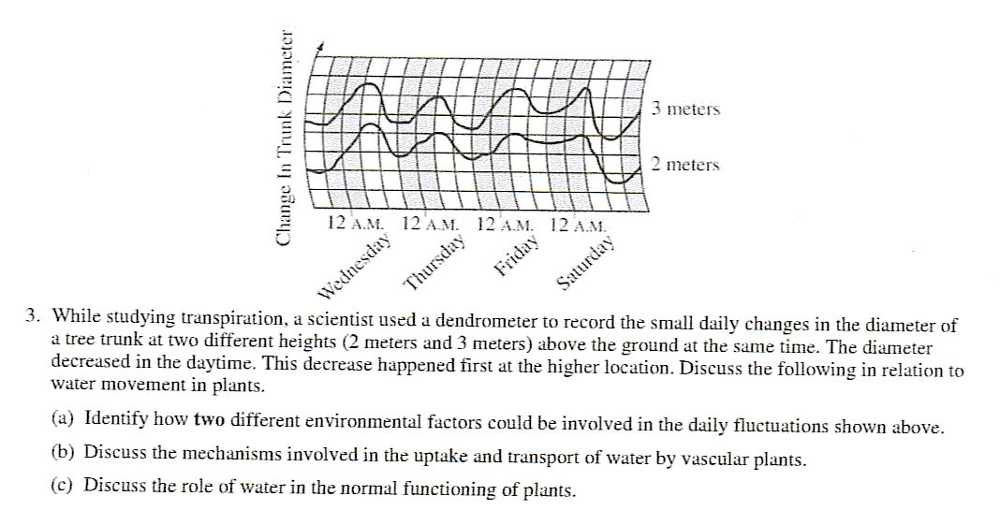 Change In Trunk Diameter
3 meters
2 meters
12 A.M. 12 A.M. 12 A.M. 12 A.M.
Wednesday Thursday Friday Saturday
3. While studying transpiration, a scientist used a dendrometer to record the small daily changes in the diameter of
a tree trunk at two different heights (2 meters and 3 meters) above the ground at the same time. The diameter
decreased in the daytime. This decrease happened first at the higher location. Discuss the following in relation to
water movement in plants.
(a) Identify how two different environmental factors could be involved in the daily fluctuations shown above.
(b) Discuss the mechanisms involved in the uptake and transport of water by vascular plants.
(c) Discuss the role of water in the normal functioning of plants.